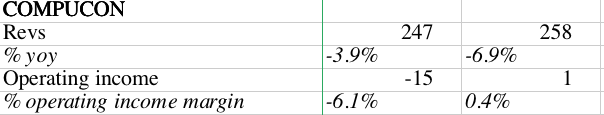 COMPUCON
Revs 247 258
% yoy -3.9% -6.9%
Operating income -15 1
% operating income margin -6.1% 0.4%